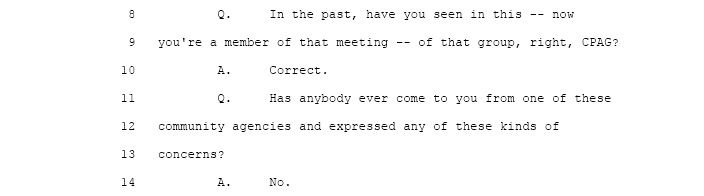 8 Q. In the past, have you seen in this -- now
9 you're a member of that meeting -- of that group, right, CPAG?
10 A. Correct.
11 Q. Has anybody ever come to you from one of these
12 community agencies and expressed any of these kinds of
13 concerns?
14 A. No.